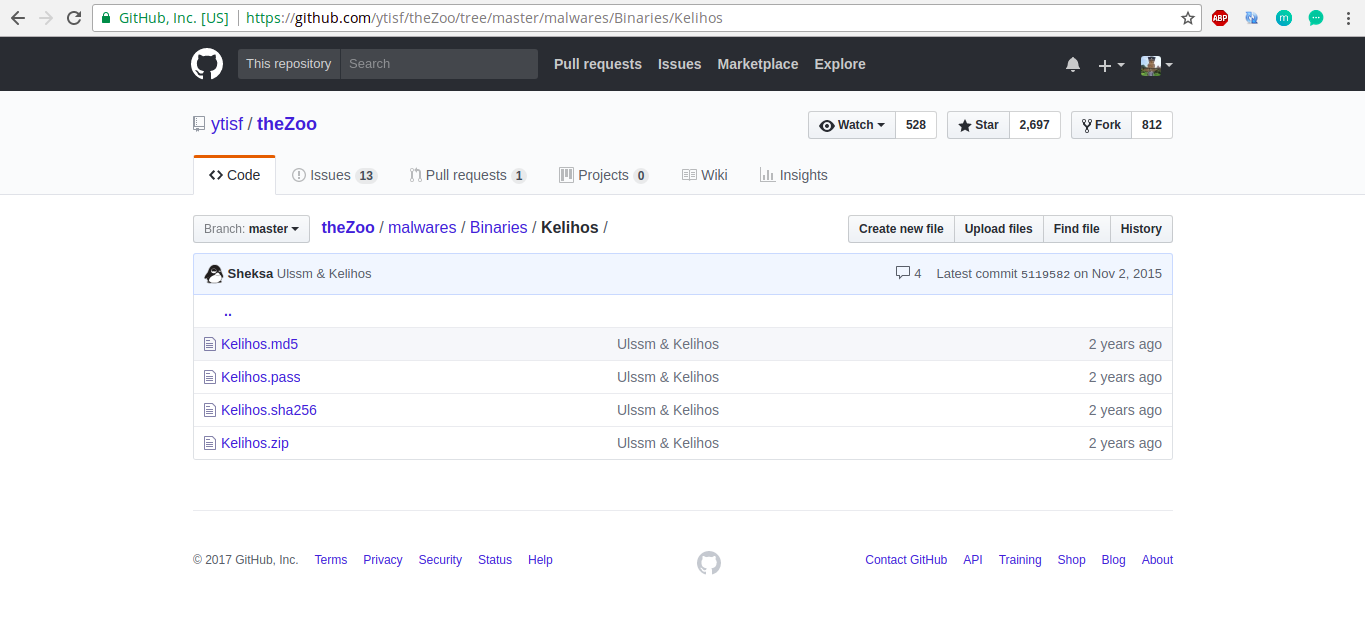 GitHub, Inc. [US] https://github.com/ytisf/theZoo/tree/master/malwares/Binaries/Kelihos ABP m
This repository Search Pull requests Issues Marketplace Explore
ytisf / theZoo Watch 528 Star 2,697 Fork 812
Code Issues 13 Pull requests 1 Projects 0 Wiki Insights
Branch: master theZoo / malwares / Binaries / Kelihos / Create new file Upload files Find file History
Sheksa Ulssm & Kelihos 4 Latest commit 5119582 on Nov 2, 2015
..
Kelihos.md5 Ulssm & Kelihos 2 years ago
Kelihos.pass Ulssm & Kelihos 2 years ago
Kelihos.sha256 Ulssm & Kelihos 2 years ago
Kelihos.zip Ulssm & Kelihos 2 years ago
© 2017 GitHub, Inc. Terms Privacy Security Status Help Contact GitHub API Training Shop Blog About